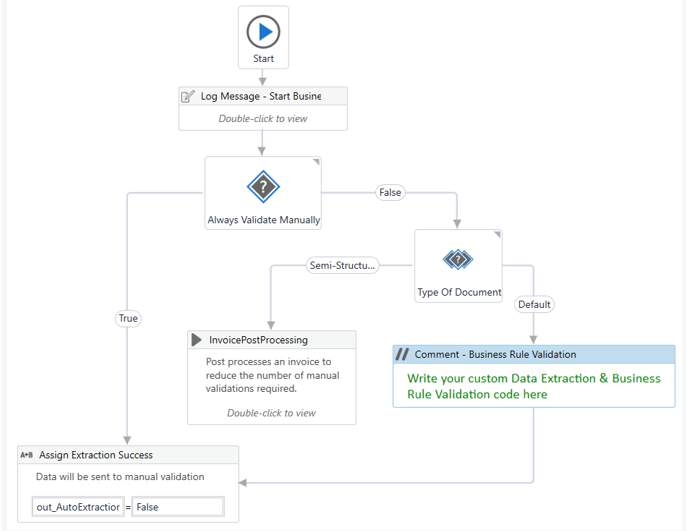 Start
Log Message - Start Busine
Double-click to view
?
Always Validate Manually
False
?
Type Of Document
Semi-Structu...
Default
True
InvoicePostProcessing
Post processes an invoice to
reduce the number of manual
validations required.
Double-click to view
// Comment - Business Rule Validation
Write your custom Data Extraction & Business
Rule Validation code here
A+B Assign Extraction Success
Data will be sent to manual validation
out_AutoExtraction = False